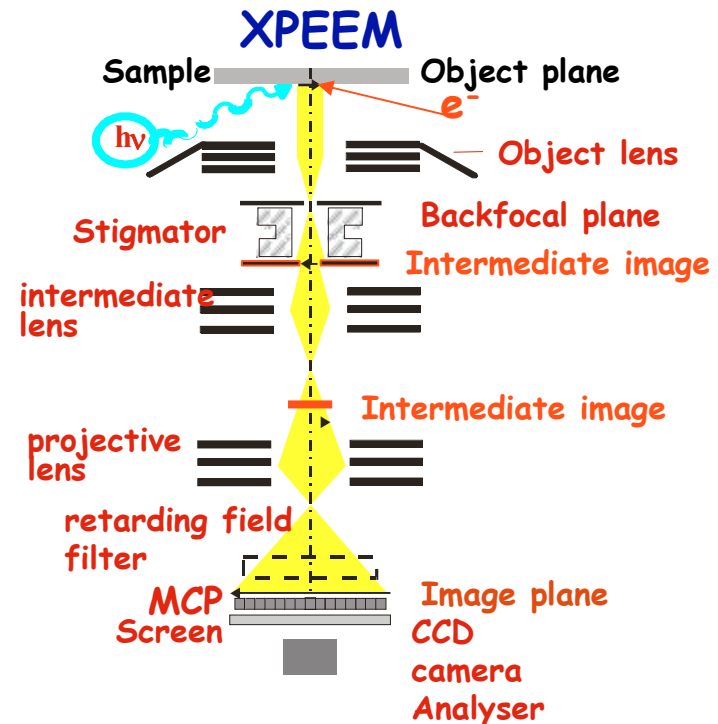 XPEEM
Sample
Object plane
e-
hν
Object lens
Stigmator
Backfocal plane
Intermediate image
intermediate
lens
Intermediate image
projective
lens
retarding field
filter
MCP
Image plane
Screen
CCD
camera
Analyser